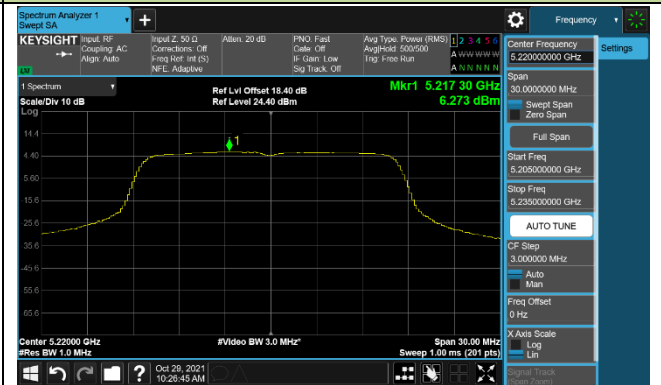 Spectrum Analyzer 1
Swept SA
Frequency
KEYSIGHT
Input: RF
Coupling: AC
Align: Auto
Input Z: 50 Ω
Corrections: Off
Freq Ref: Int (S)
NFE: Adaptive
Atten: 20 dB
PNO: Fast
Gate: Off
IF Gain: Low
Sig Track: Off
Avg Type: Power (RMS)
Avg|Hold: 500/500
Trig: Free Run
1 2 3 4 5 6
A W W W W W
A N N N N N
LM
1 Spectrum
Scale/Div 10 dB
Log
Ref Lvl Offset 18.40 dB
Ref Level 24.40 dBm
Mkr1 5.217 30 GHz
6.273 dBm
1
14.4
4.40
-5.60
-15.6
-25.6
-35.6
-45.6
-55.6
-65.6
Center 5.22000 GHz
#Res BW 1.0 MHz
#Video BW 3.0 MHz*
Span 30.00 MHz
Sweep 1.00 ms (201 pts)
Center Frequency
5.220000000 GHz
Span
30.0000000 MHz
Swept Span
Zero Span
Full Span
Start Freq
5.205000000 GHz
Stop Freq
5.235000000 GHz
AUTO TUNE
CF Step
3.000000 MHz
Auto
Man
Freq Offset
0 Hz
X Axis Scale
Log
Lin
Signal Track
(Span Zoom)
Settings
Oct 29, 2021
10:26:45 AM